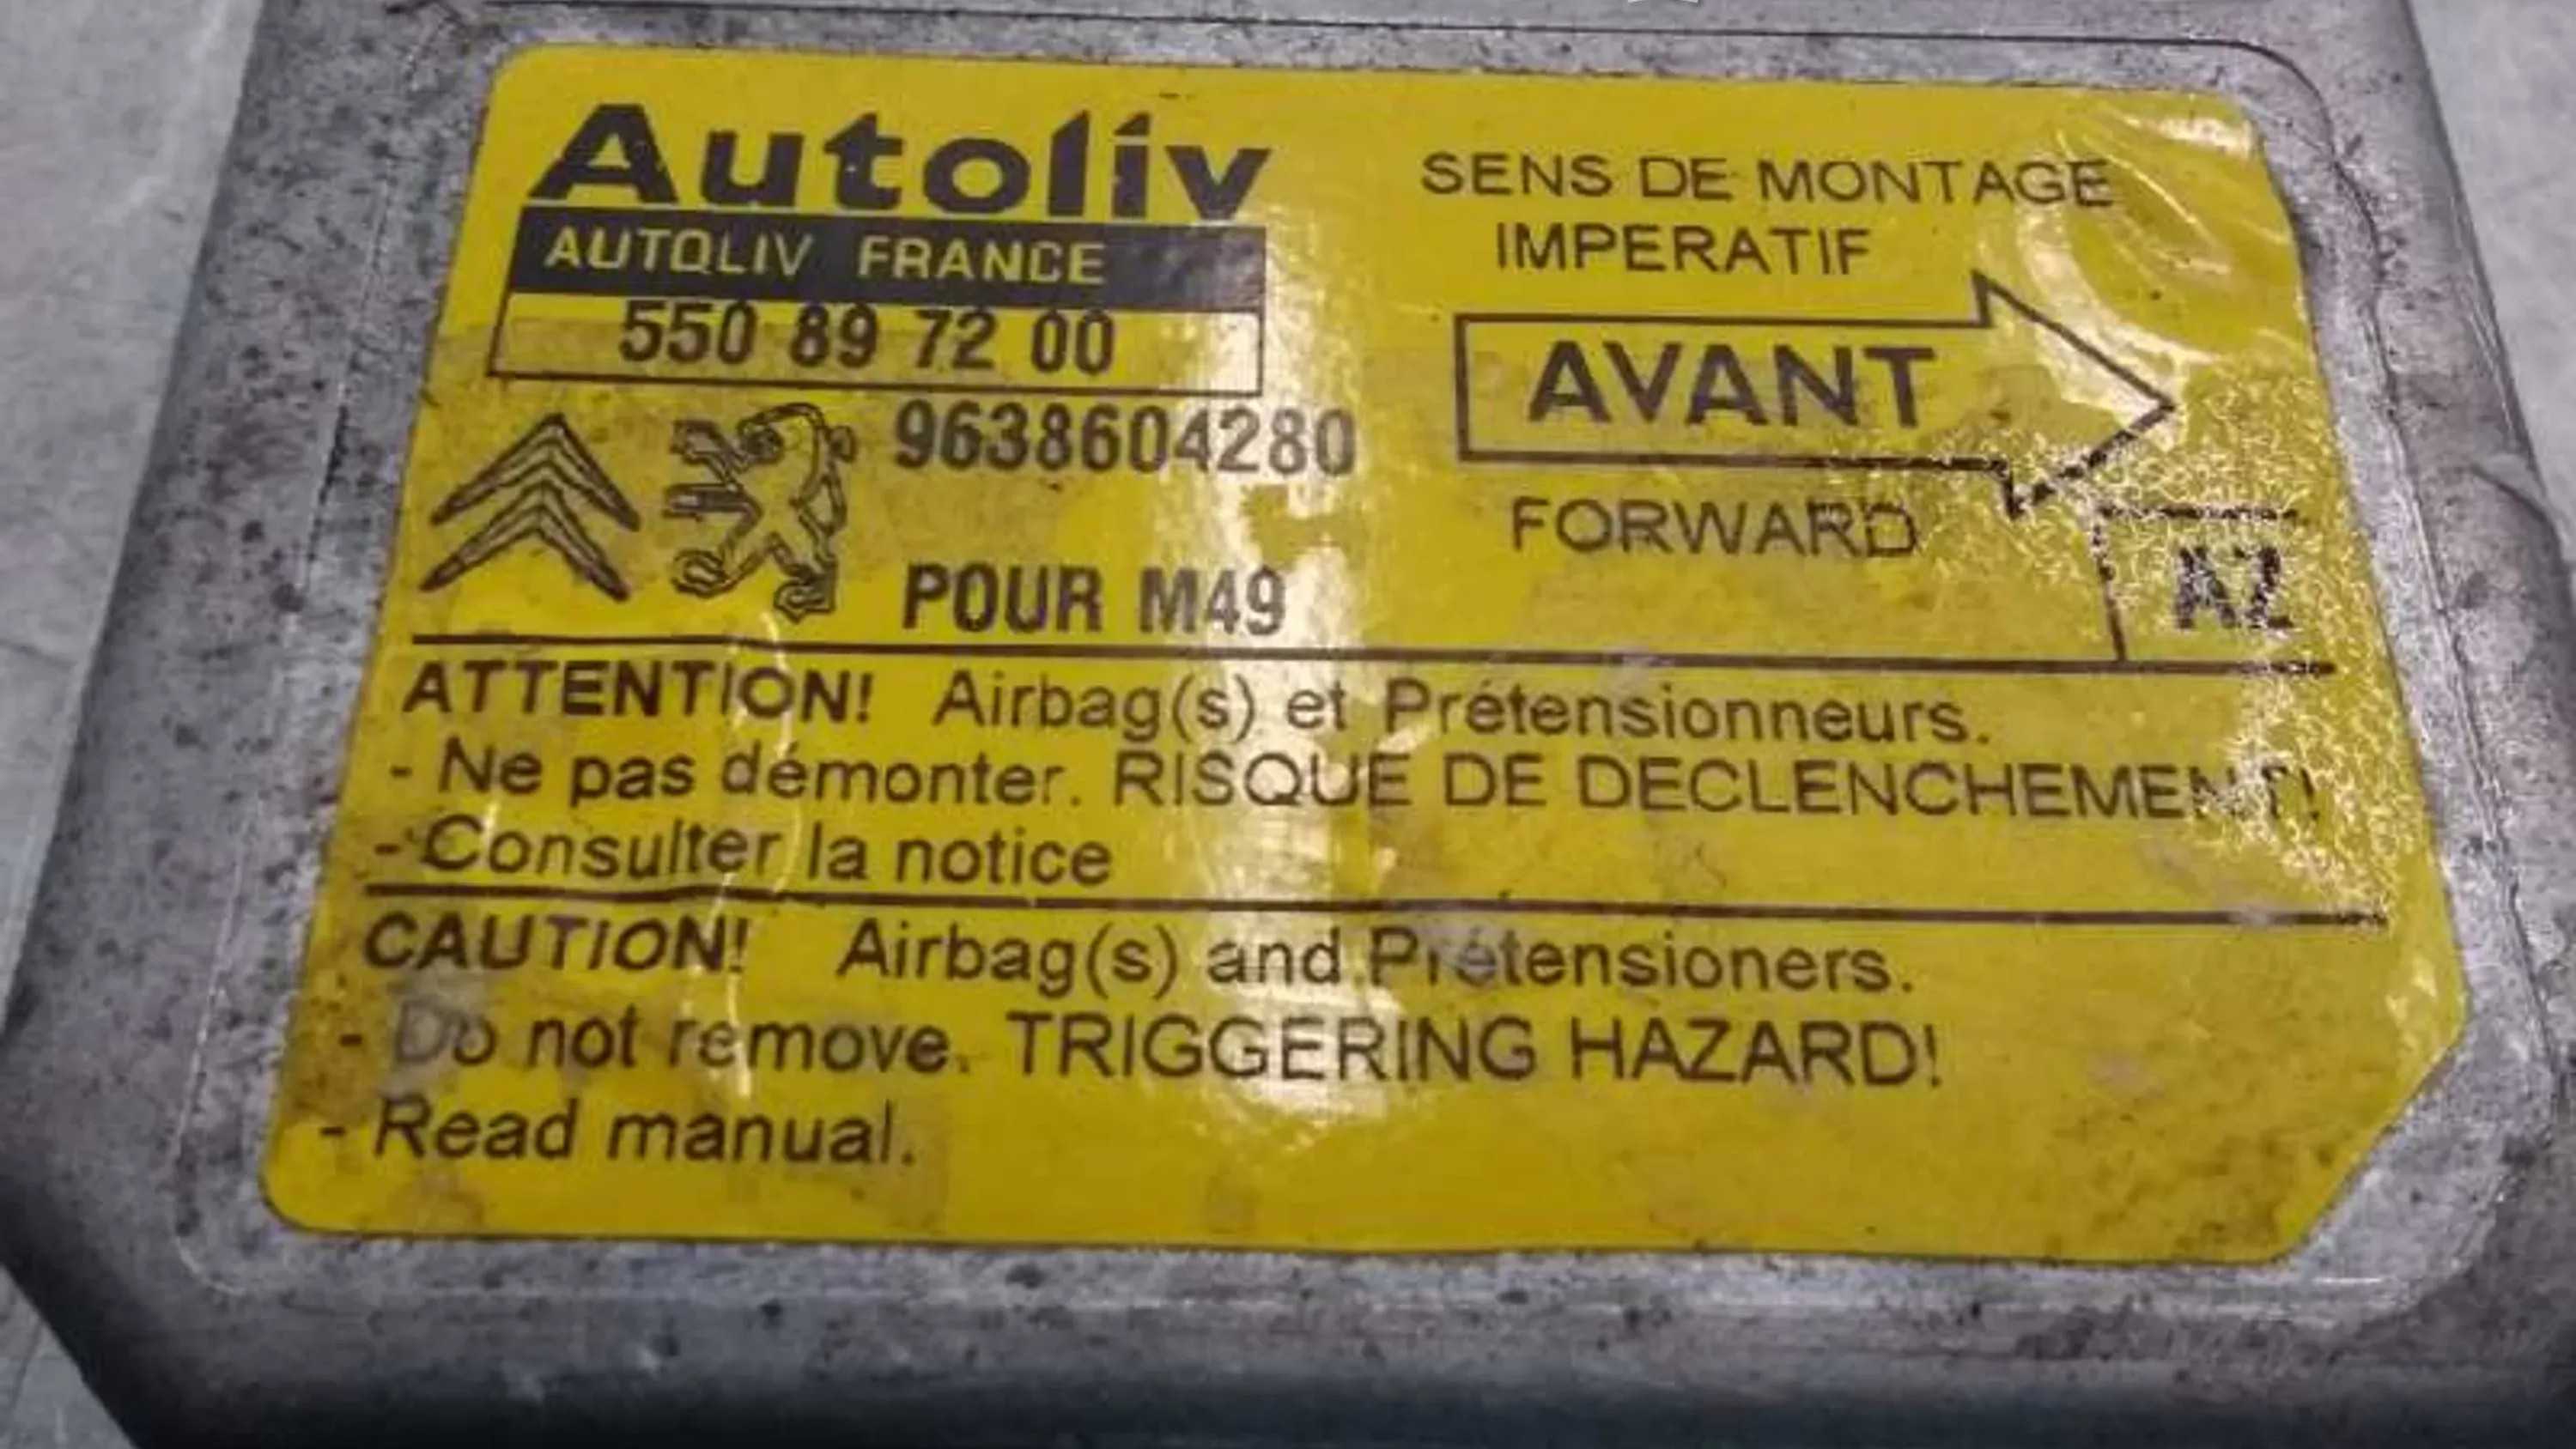 Autoliv
AUTOLIV FRANCE
550 89 72 00
9638604280
POUR M49
SENS DE MONTAGE
IMPERATIF
AVANT
FORWARD
A2
ATTENTION! Airbag(s) et Prétensionneurs.
- Ne pas démonter. RISQUE DE DECLENCHEMENT!
- Consulter la notice
CAUTION! Airbag(s) and Prétensioners.
- Do not remove. TRIGGERING HAZARD!
- Read manual.